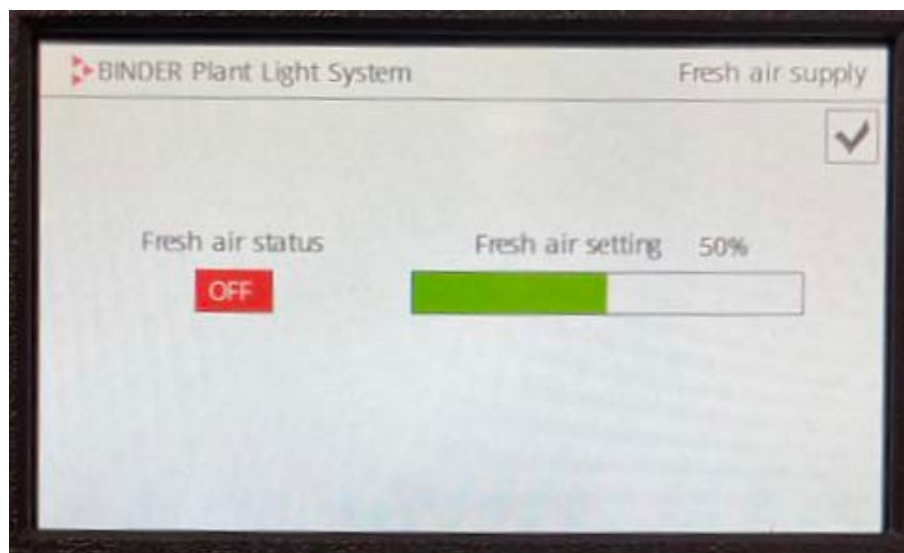 BINDER Plant Light System
Fresh air supply
Fresh air status
Fresh air setting 50%
OFF